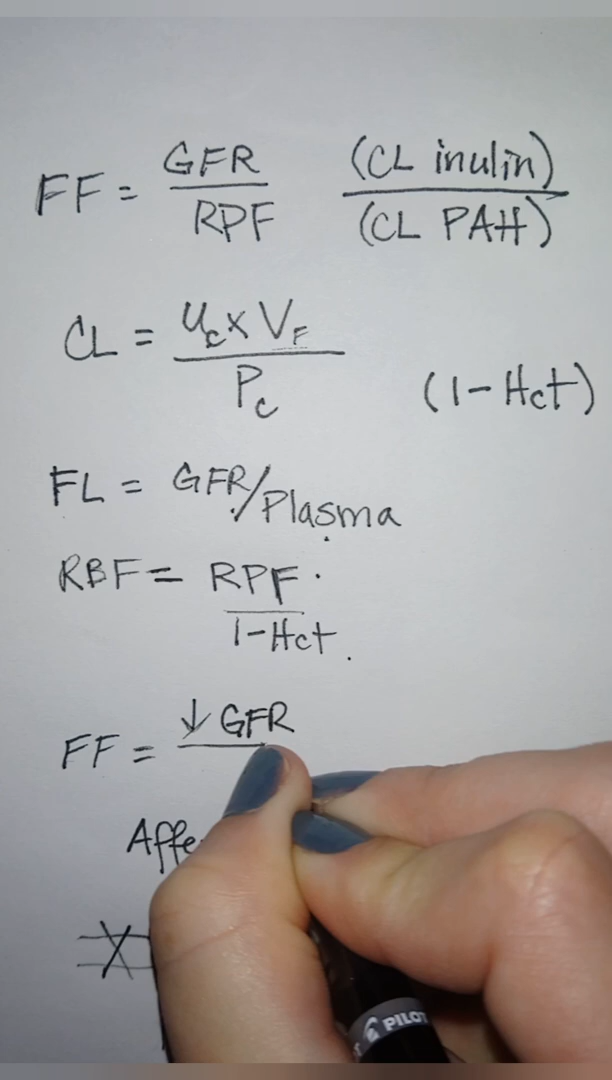 FF = GFR / RPF (CL inulin) / (CL PAH)
CL = Uc x VF / Pc
(1 - Hct)
FL = GFR/Plasma
RBF = RPF / 1-Hct
FF = ↓ GFR
Affe
PILOT